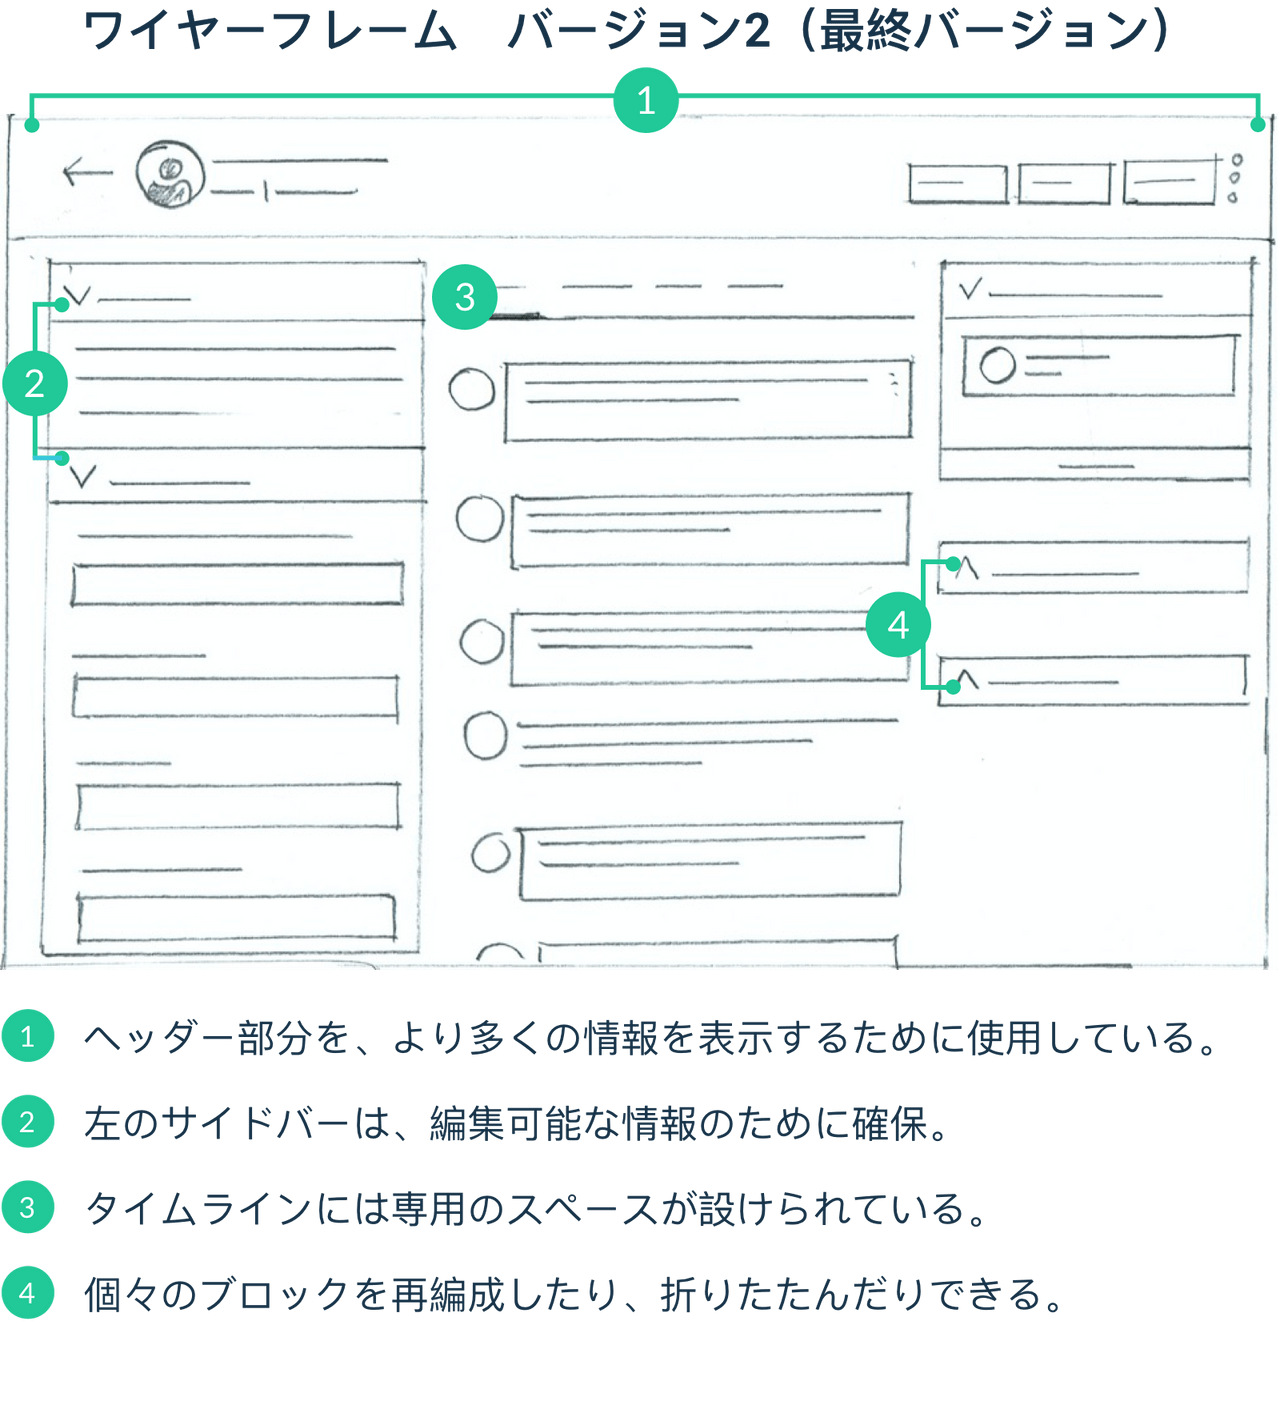 ワイヤーフレーム　バージョン2（最終バージョン）
1
2
3
4
1 ヘッダー部分を、より多くの情報を表示するために使用している。
2 左のサイドバーは、編集可能な情報のために確保。
3 タイムラインには専用のスペースが設けられている。
4 個々のブロックを再編成したり、折りたたんだりできる。